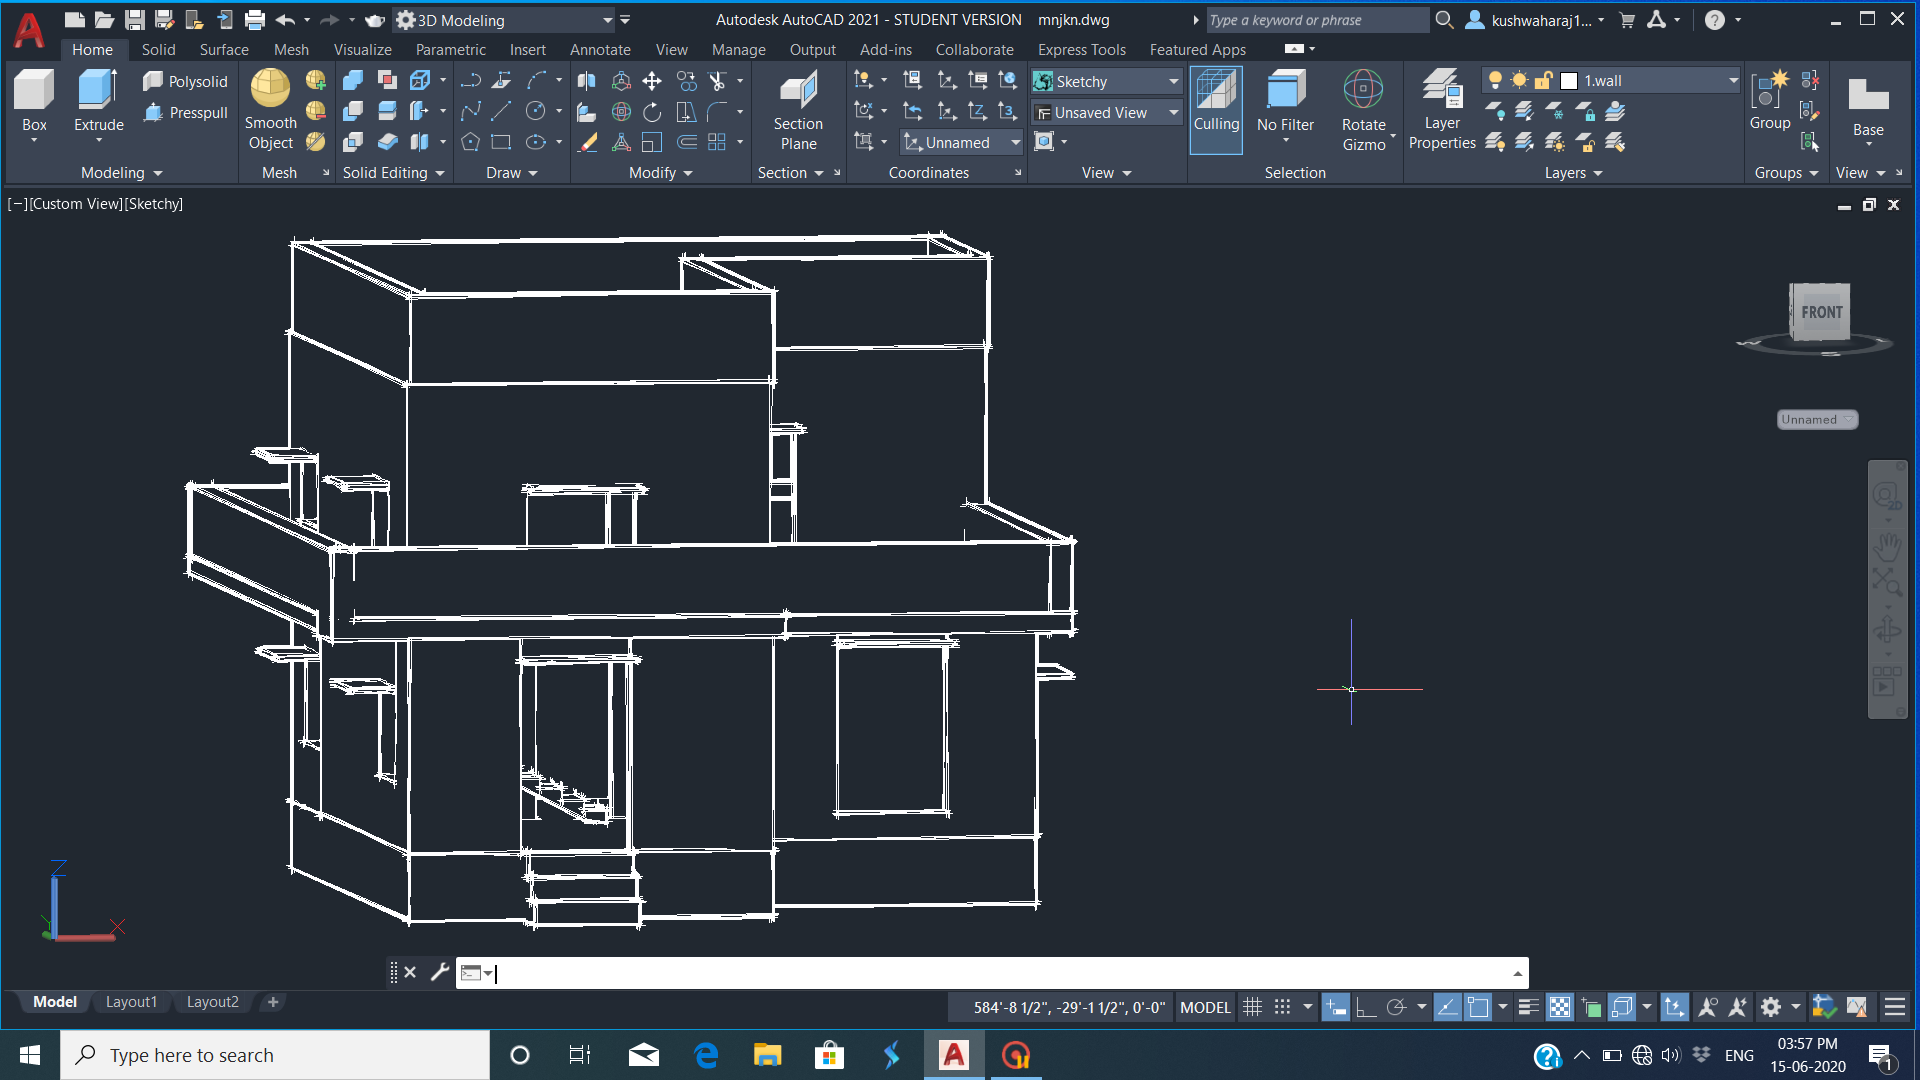 3D Modeling
Autodesk AutoCAD 2021 - STUDENT VERSION mnjkn.dwg
Type a keyword or phrase
kushwaharaj1...
Home Solid Surface Mesh Visualize Parametric Insert Annotate View Manage Output Add-ins Collaborate Express Tools Featured Apps
Box
Extrude
Polysolid
Presspull
Smooth
Object
Section
Plane
Unnamed
Sketchy
Unsaved View
Culling
No Filter
Rotate
Gizmo
Layer
Properties
1.wall
Group
Base
Modeling Mesh Solid Editing Draw Modify Section Coordinates View Selection Layers Groups View
[−][Custom View][Sketchy]
FRONT
Unnamed
2D
Z
X
Y
Model Layout1 Layout2
584'-8 1/2", -29'-1 1/2", 0'-0" MODEL
Type here to search
ENG
03:57 PM
15-06-2020
1